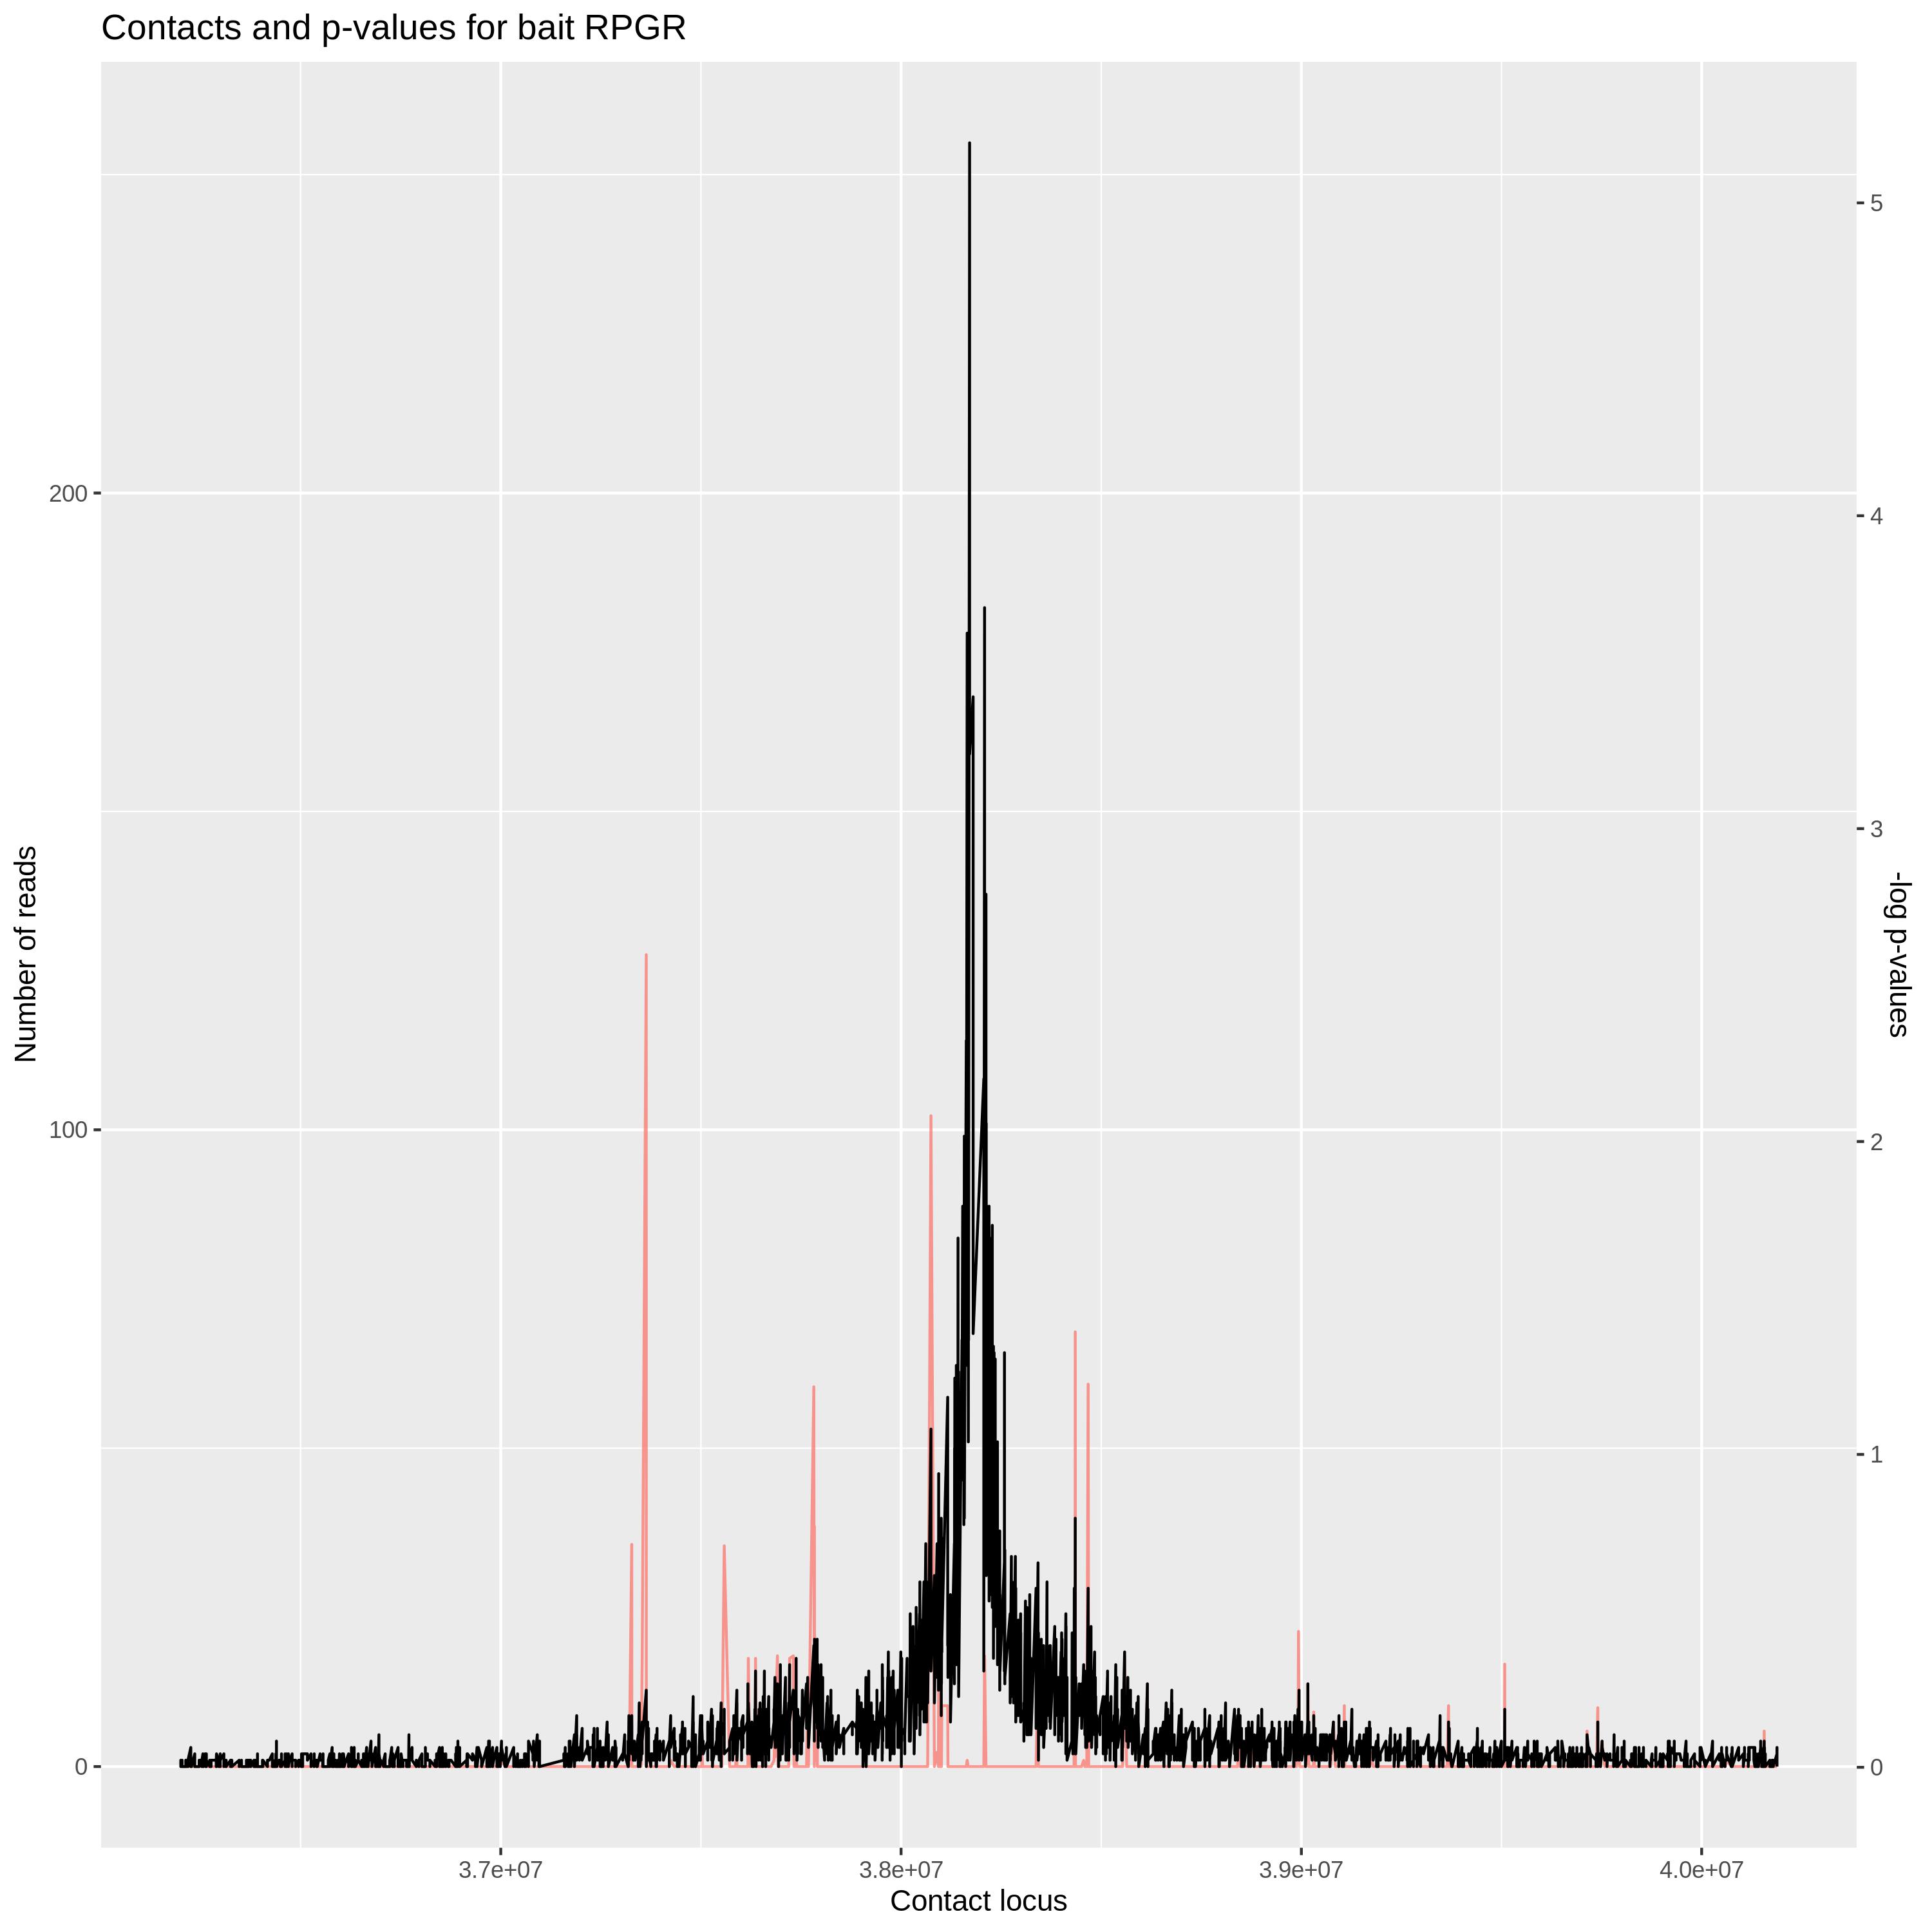 Contacts and p-values for bait RPGR
5
200
4
3
Number of reads
-log p-values
100
2
1
0
0
3.7e+07
3.8e+07
3.9e+07
4.0e+07
Contact locus